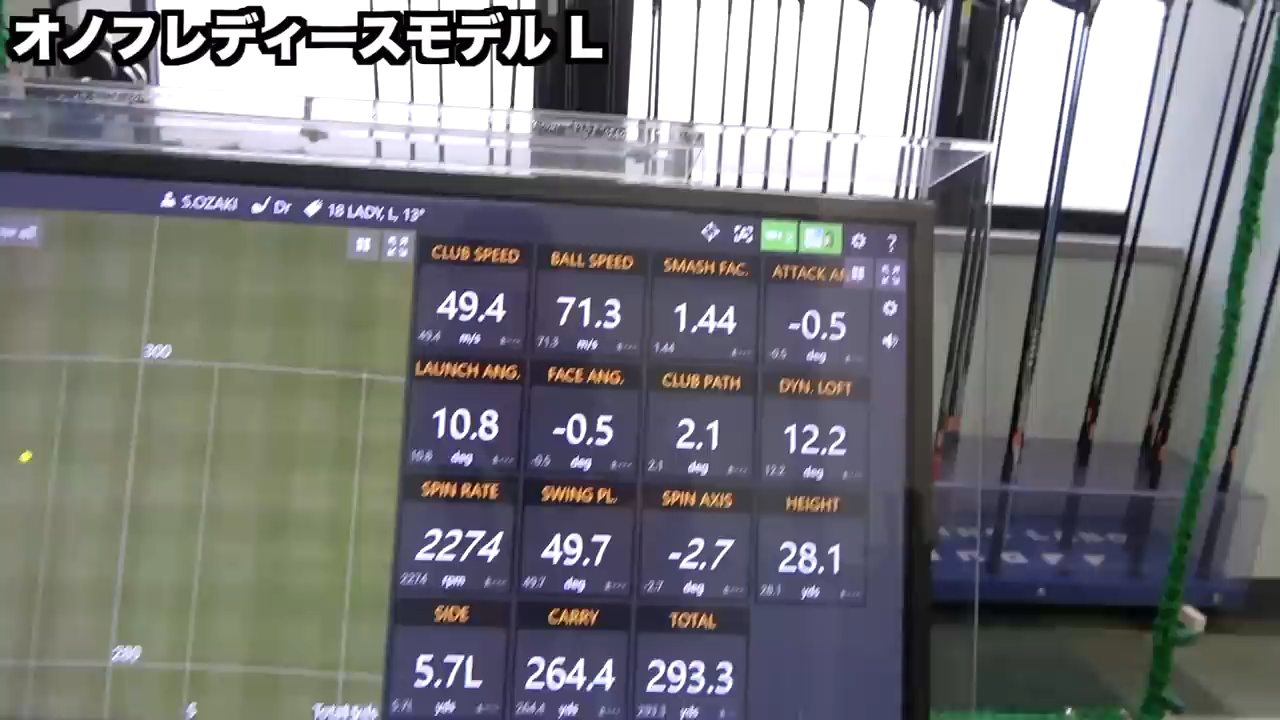 オノフレディースモデル L
S.OZAKI Dr 18 LADY, L, 13°
CLUB SPEED BALL SPEED SMASH FAC. ATTACK
49.4 71.3 1.44 -0.5
49.4 m/s 71.3 m/s 1.44 -0.5 deg
LAUNCH ANG. FACE ANG. CLUB PATH DYN. LOFT
10.8 -0.5 2.1 12.2
10.8 deg -0.5 deg 2.1 deg 12.2 deg
SPIN RATE SWING PL. SPIN AXIS HEIGHT
2274 49.7 -2.7 28.1
2274 rpm 49.7 deg -2.7 deg 28.1 yds
SIDE CARRY TOTAL
5.7L 264.4 293.3
5.7L yds 264.4 yds 293.3 yds
300
280
Total yds
?